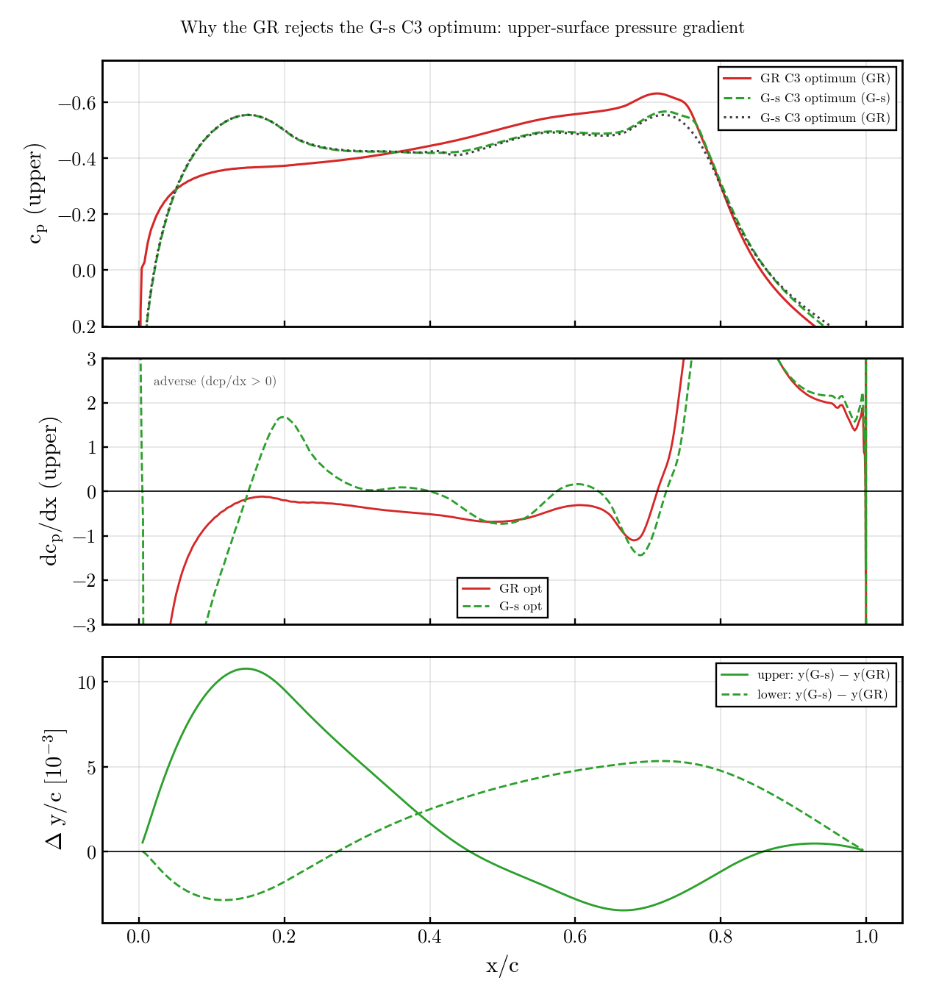 Why the GR rejects the G-s C3 optimum: upper-surface pressure gradient
GR C3 optimum (GR)
G-s C3 optimum (G-s)
G-s C3 optimum (GR)
−0.6
−0.4
−0.2
0.0
0.2
cp (upper)
adverse (dcp/dx > 0)
3
2
1
0
−1
−2
−3
dcp/dx (upper)
GR opt
G-s opt
upper: y(G-s) − y(GR)
lower: y(G-s) − y(GR)
10
5
0
Δ y/c [10⁻³]
0.0 0.2 0.4 0.6 0.8 1.0
x/c